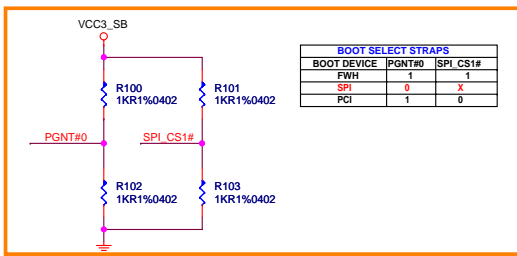 VCC3_SB
R100
1KR1%0402
R101
1KR1%0402
PGNT#0
SPI_CS1#
R102
1KR1%0402
R103
1KR1%0402
BOOT SELECT STRAPS
BOOT DEVICE PGNT#0 SPI_CS1#
FWH 1 1
SPI 0 X
PCI 1 0